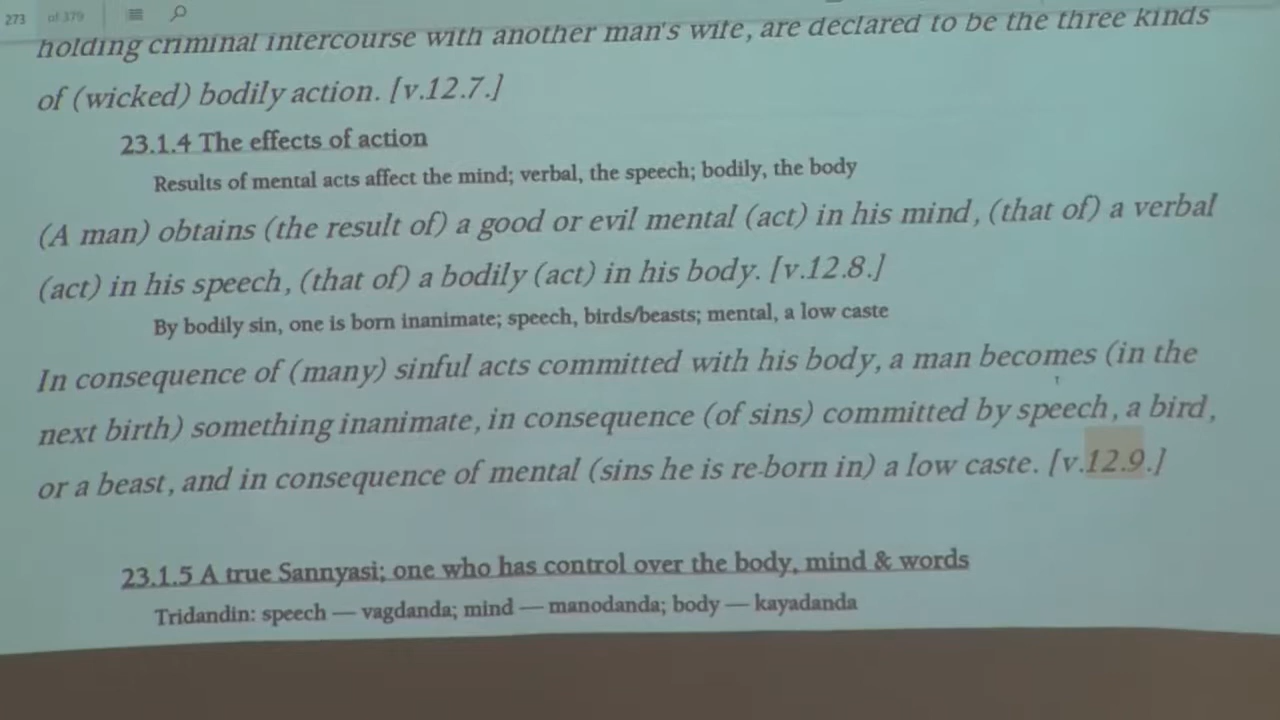 273 of 379
holding criminal intercourse with another man's wife, are declared to be the three kinds
of (wicked) bodily action. [v.12.7.]
23.1.4 The effects of action
Results of mental acts affect the mind; verbal, the speech; bodily, the body
(A man) obtains (the result of) a good or evil mental (act) in his mind, (that of) a verbal
(act) in his speech, (that of) a bodily (act) in his body. [v.12.8.]
By bodily sin, one is born inanimate; speech, birds/beasts; mental, a low caste
In consequence of (many) sinful acts committed with his body, a man becomes (in the
next birth) something inanimate, in consequence (of sins) committed by speech, a bird,
or a beast, and in consequence of mental (sins he is re-born in) a low caste. [v.12.9.]
23.1.5 A true Sannyasi; one who has control over the body, mind & words
Tridandin: speech — vagdanda; mind — manodanda; body — kayadanda